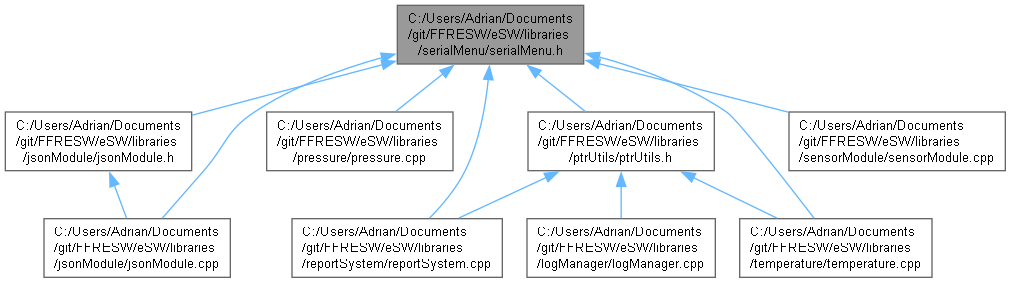 C:/Users/Adrian/Documents
/git/FFRESW/eSW/libraries
/serialMenu/serialMenu.h
C:/Users/Adrian/Documents
/git/FFRESW/eSW/libraries
/jsonModule/jsonModule.h
C:/Users/Adrian/Documents
/git/FFRESW/eSW/libraries
/pressure/pressure.cpp
C:/Users/Adrian/Documents
/git/FFRESW/eSW/libraries
/ptrUtils/ptrUtils.h
C:/Users/Adrian/Documents
/git/FFRESW/eSW/libraries
/sensorModule/sensorModule.cpp
C:/Users/Adrian/Documents
/git/FFRESW/eSW/libraries
/jsonModule/jsonModule.cpp
C:/Users/Adrian/Documents
/git/FFRESW/eSW/libraries
/reportSystem/reportSystem.cpp
C:/Users/Adrian/Documents
/git/FFRESW/eSW/libraries
/logManager/logManager.cpp
C:/Users/Adrian/Documents
/git/FFRESW/eSW/libraries
/temperature/temperature.cpp